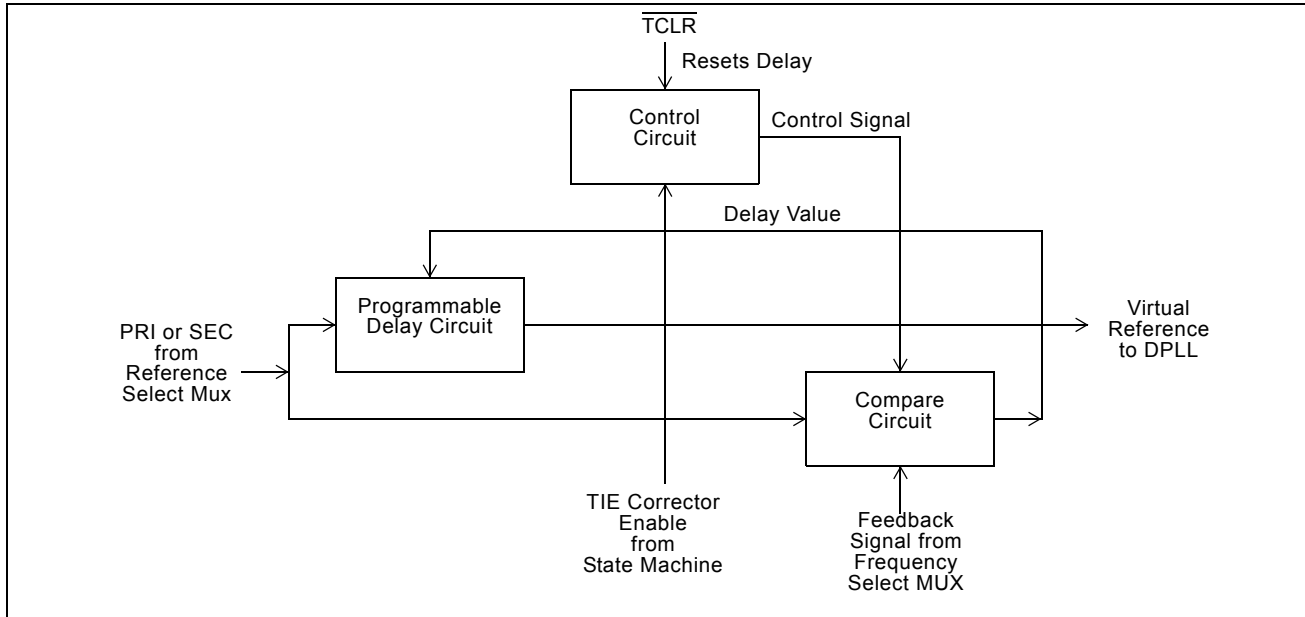 TCLR
Resets Delay
Control
Circuit
Control Signal
Delay Value
Programmable
Delay Circuit
PRI or SEC
from
Reference
Select Mux
Virtual
Reference
to DPLL
Compare
Circuit
TIE Corrector
Enable
from
State Machine
Feedback
Signal from
Frequency
Select MUX